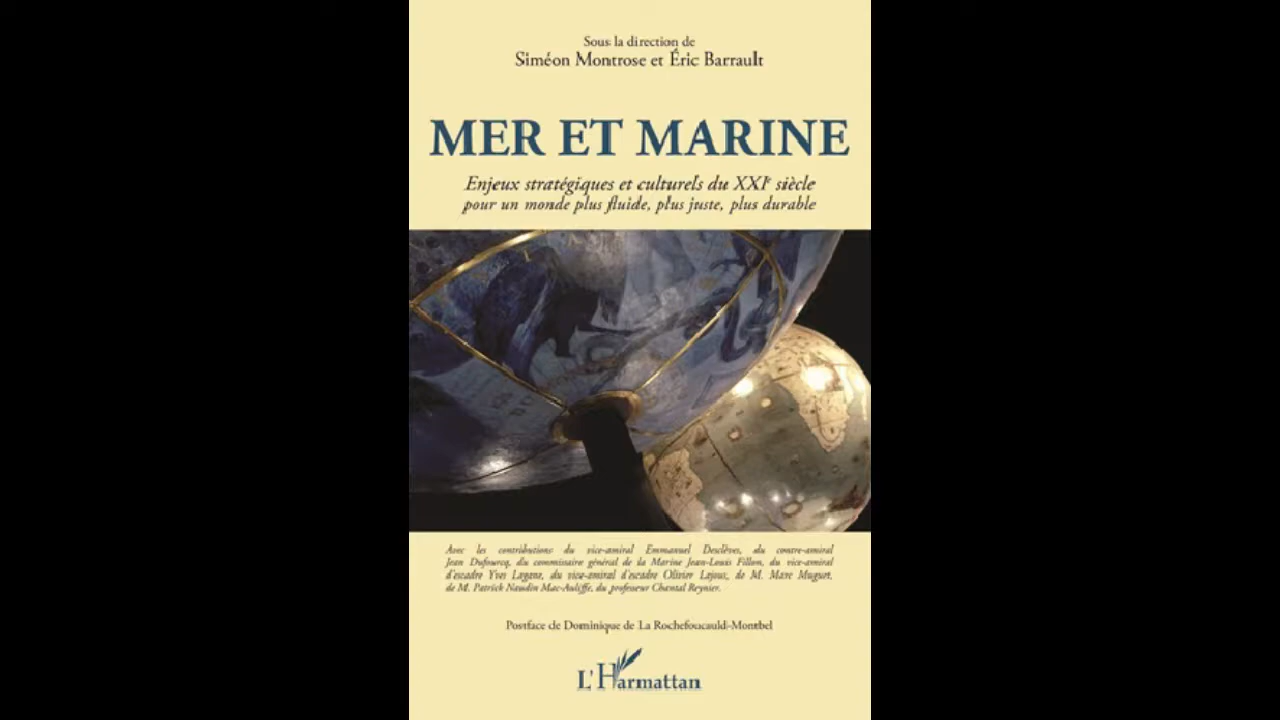 Sous la direction de
Siméon Montrose et Éric Barrault
MER ET MARINE
Enjeux stratégiques et culturels du XXIe siècle
pour un monde plus fluide, plus juste, plus durable
Avec les contributions du vice-amiral Emmanuel Desclèves, du contre-amiral
Jean Dufourcq, du commissaire général de la Marine Jean-Louis Fillon, du vice-amiral
d'escadre Yves Lagane, du vice-amiral d'escadre Olivier Lajous, de M. Marc Muguet,
de M. Patrick Naudin Mac-Auliffe, du professeur Chantal Reynier.
Postface de Dominique de La Rochefoucauld-Montbel
L'Harmattan